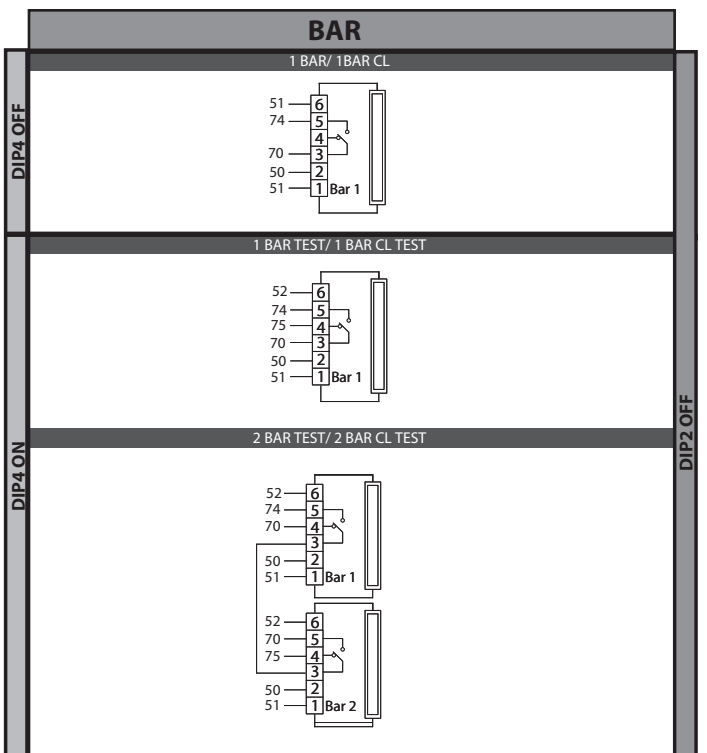 BAR
1 BAR/ 1BAR CL
DIP4 OFF
51 6
74 5
4
70 3
50 2
51 1 Bar 1
1 BAR TEST/ 1 BAR CL TEST
DIP4 ON
DIP2 OFF
52 6
74 5
75 4
70 3
50 2
51 1 Bar 1
2 BAR TEST/ 2 BAR CL TEST
52 6
74 5
70 4
3
50 2
51 1 Bar 1
52 6
70 5
75 4
3
50 2
51 1 Bar 2